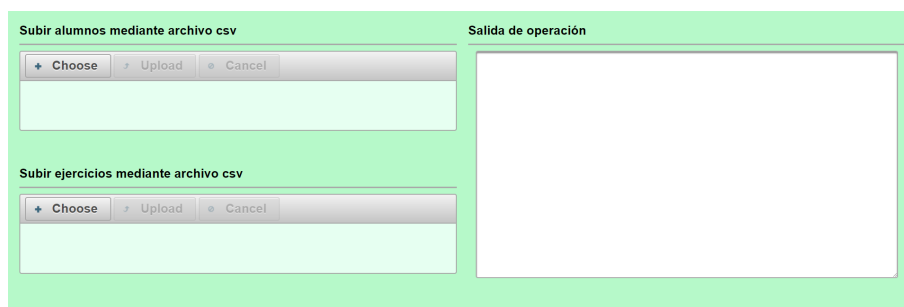 Subir alumnos mediante archivo csv
Choose Upload Cancel
Subir ejercicios mediante archivo csv
Choose Upload Cancel
Salida de operación